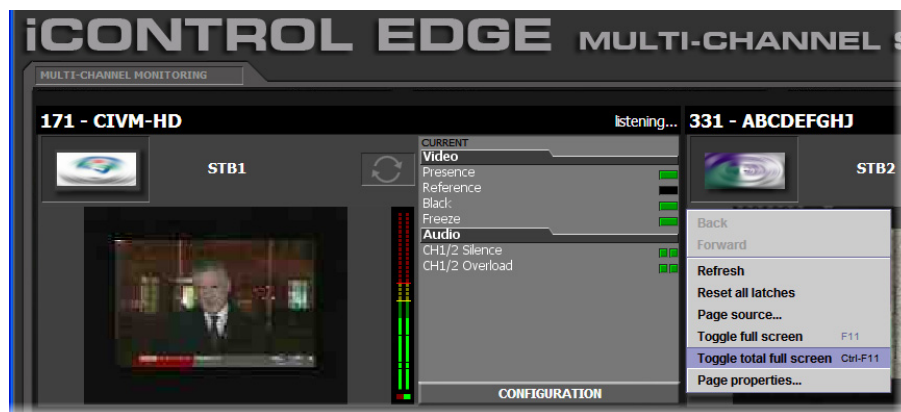 iCONTROL EDGE MULTI-CHANNEL
MULTI-CHANNEL MONITORING
171 - CIVM-HD listening...
331 - ABCDEFGHJ
STB1
STB2
CURRENT
Video
Presence
Reference
Black
Freeze
Audio
CH1/2 Silence
CH1/2 Overload
CONFIGURATION
Back
Forward
Refresh
Reset all latches
Page source...
Toggle full screen F11
Toggle total full screen Ctrl-F11
Page properties...